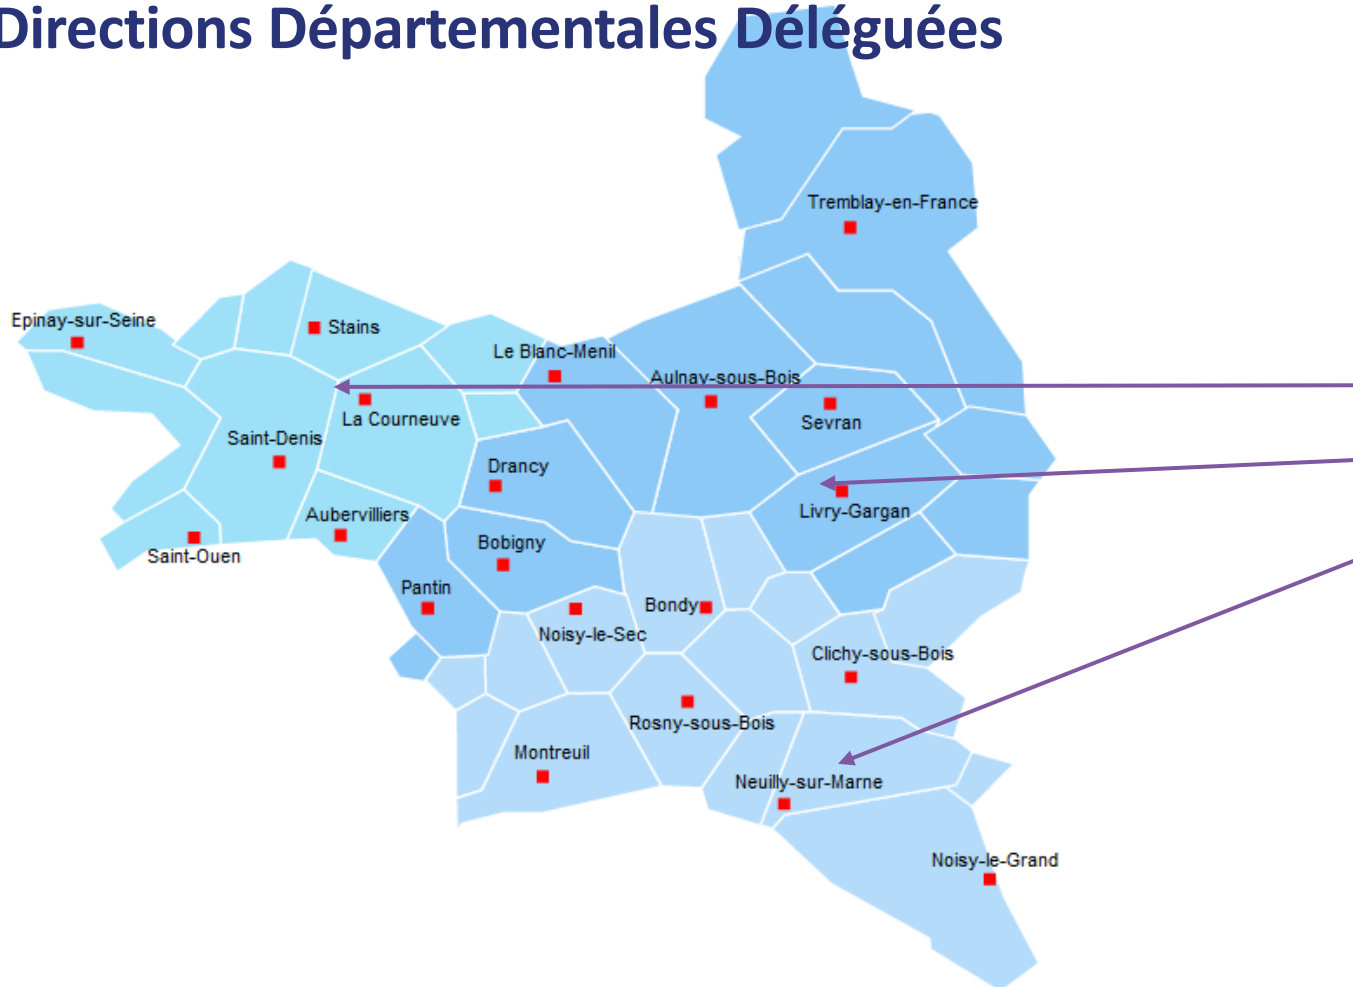 Directions Départementales Déléguées
Tremblay-en-France
Epinay-sur-Seine
Stains
Le Blanc-Menil
Aulnay-sous-Bois
La Courneuve
Sevran
Saint-Denis
Drancy
Livry-Gargan
Aubervilliers
Bobigny
Saint-Ouen
Pantin
Bondy
Noisy-le-Sec
Clichy-sous-Bois
Rosny-sous-Bois
Montreuil
Neuilly-sur-Marne
Noisy-le-Grand